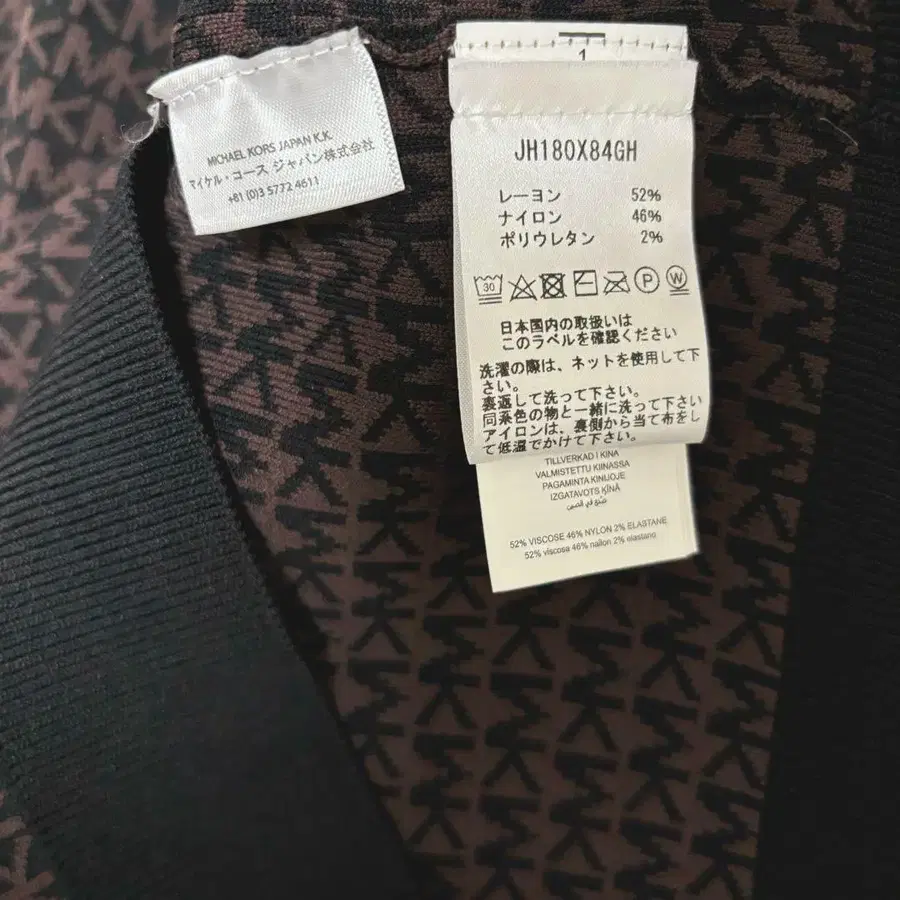 MICHAEL KORS JAPAN K.K.
マイケル・コース ジャパン株式会社
+81 (0)3 5772 4611
1
JH180X84GH
レーヨン 52%
ナイロン 46%
ポリウレタン 2%
30
P
W
日本国内の取扱いは
このラベルを確認ください
洗濯の際は、ネットを使用して下
さい。
裏返して洗って下さい。
同系色の物と一緒に洗って下さい
アイロンは、裏側から当て布をし
て低温でかけて下さい。
TILLVERKAD I KINA
VALMISTETTU KIINASSA
PAGAMINTA KINIJOJE
IZGATAVOTS ĶĪNĀ
صنع في الصين
52% VISCOSE 46% NYLON 2% ELASTANE
52% viscosa 46% nailon 2% elastano